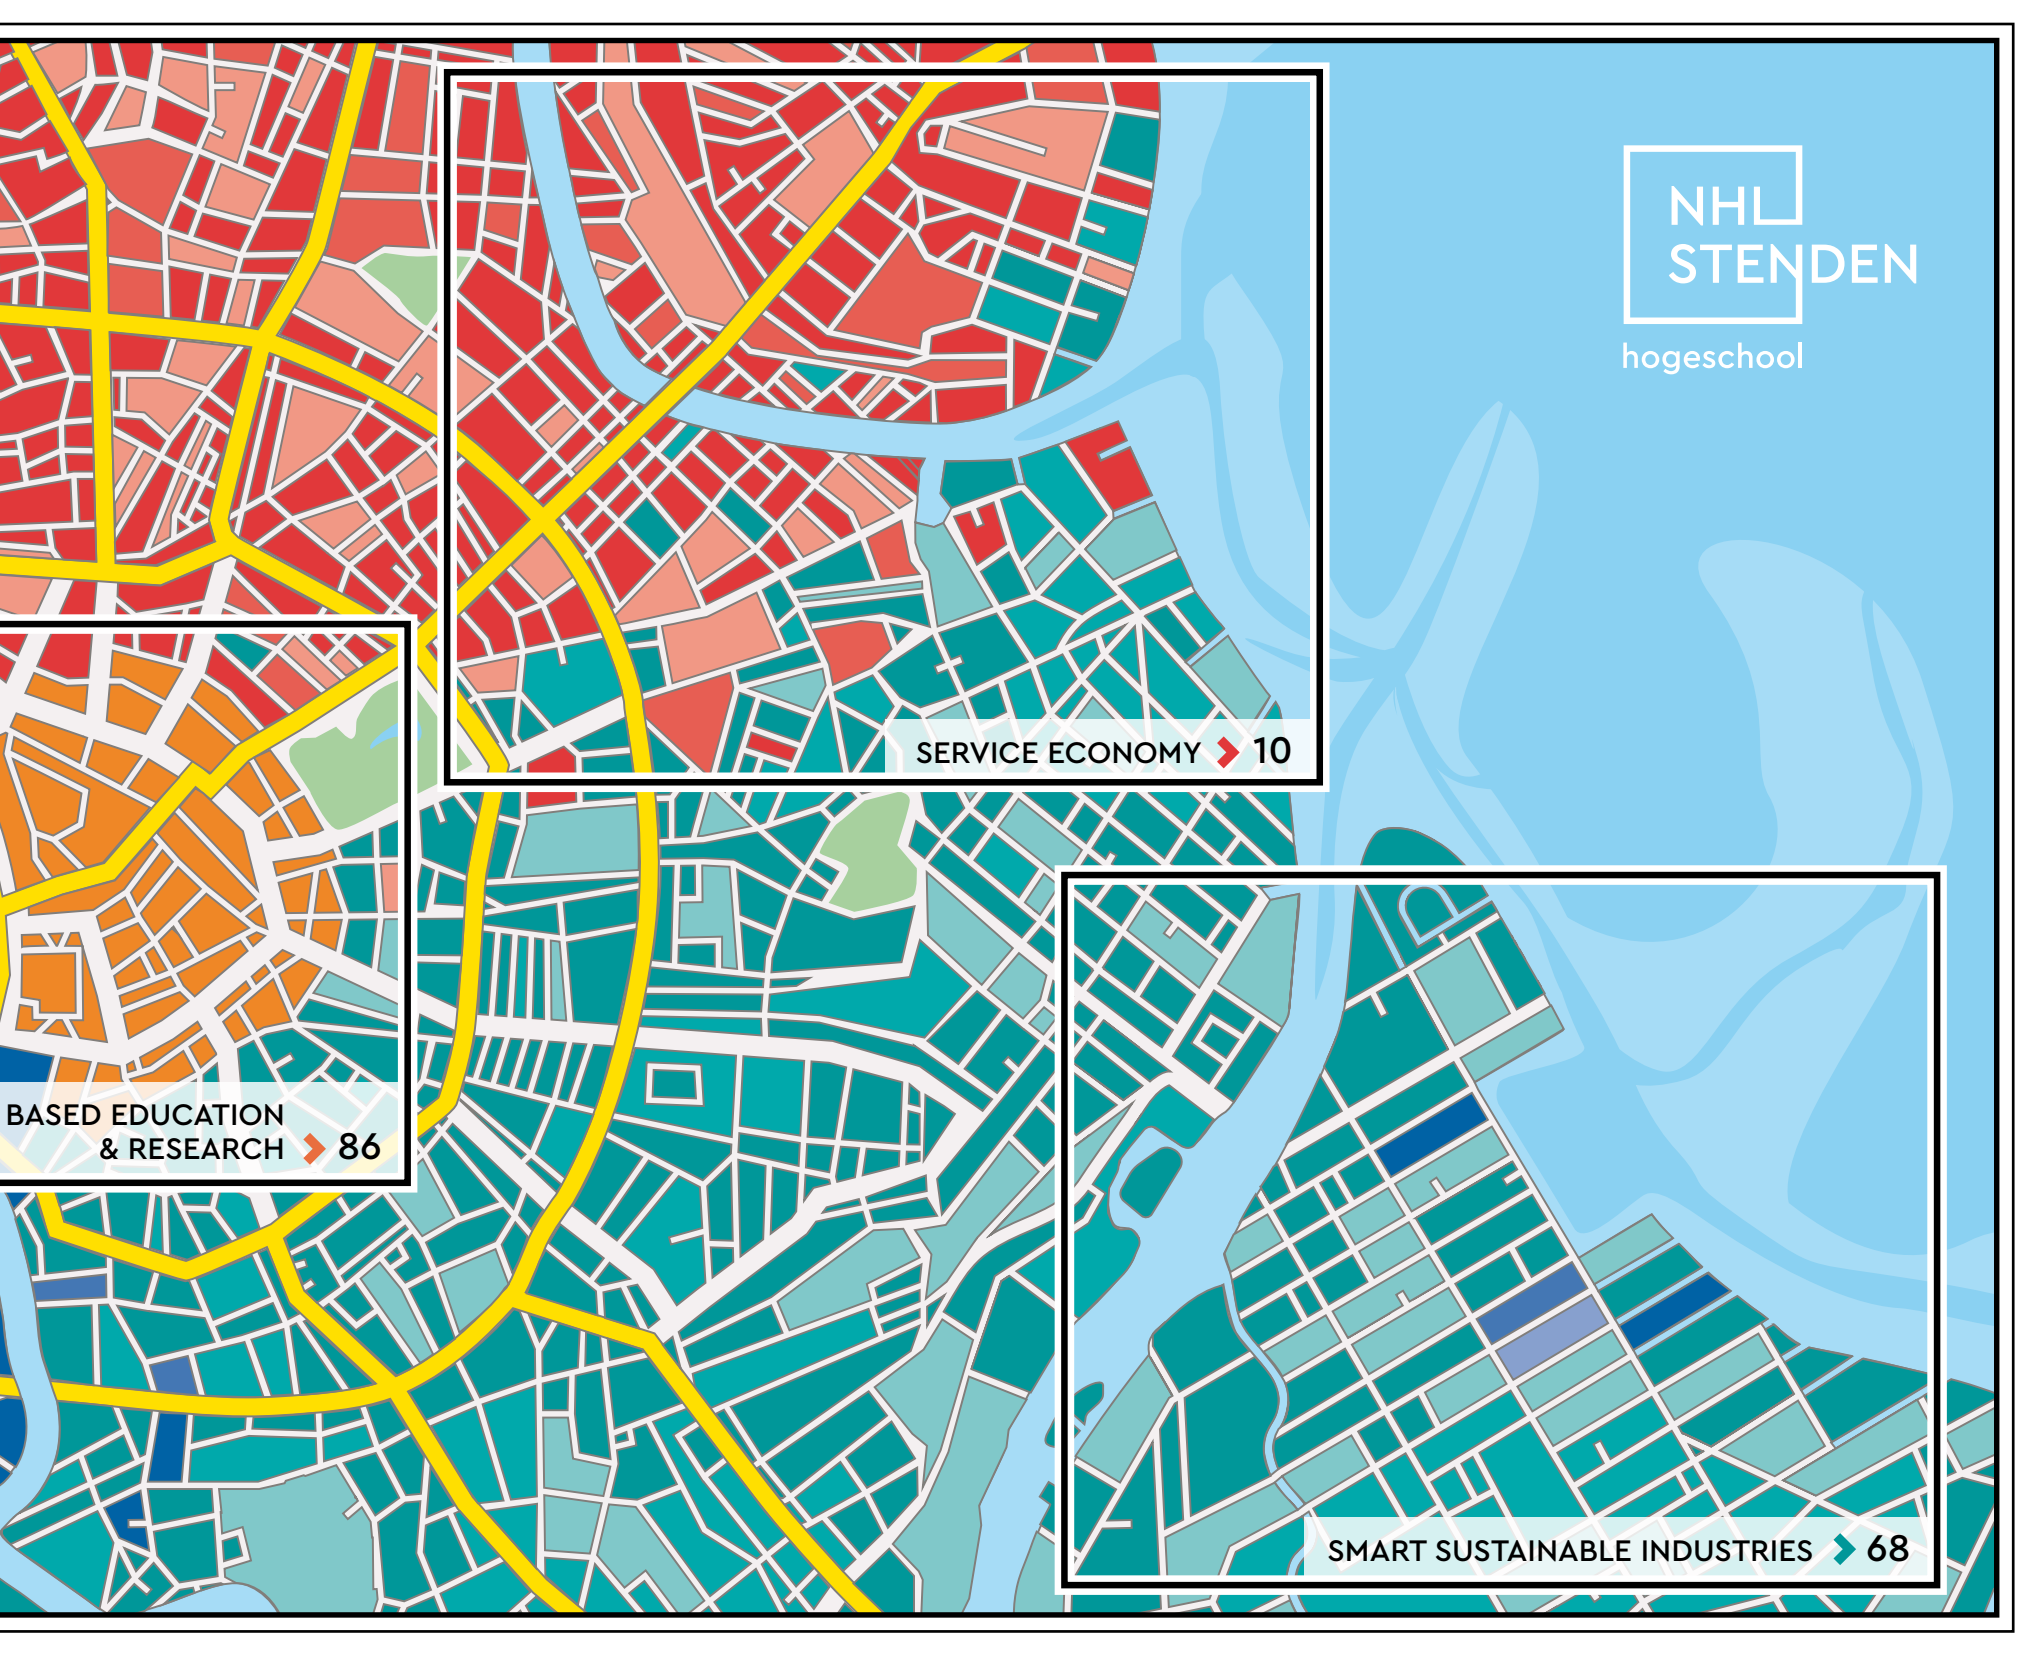 NHL
STENDEN
hogeschool
SERVICE ECONOMY 10
BASED EDUCATION
& RESEARCH 86
SMART SUSTAINABLE INDUSTRIES 68